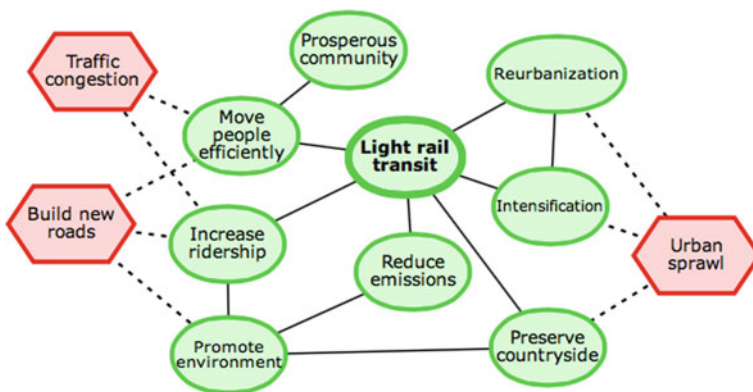 Traffic
congestion
Prosperous
community
Reurbanization
Move
people
efficiently
Light rail
transit
Build new
roads
Increase
ridership
Intensification
Urban
sprawl
Reduce
emissions
Promote
environment
Preserve
countryside